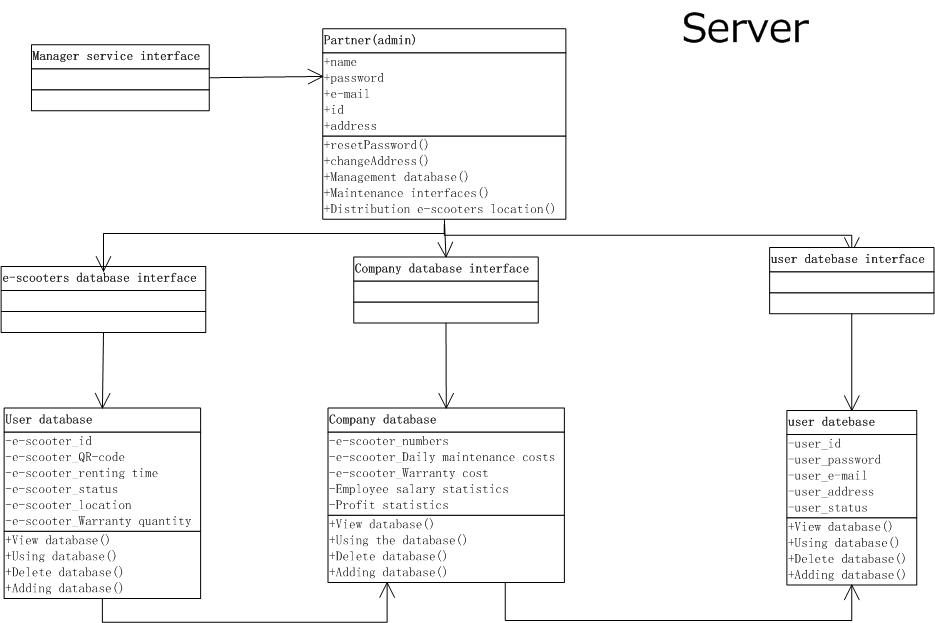 Server
Manager service interface
Partner(admin)
+name
+password
+e-mail
+id
+address
+resetPassword()
+changeAddress()
+Management database()
+Maintenance interfaces()
+Distribution e-scooters location()
e-scooters database interface
Company database interface
user datebase interface
User database
-e-scooter_id
-e-scooter_QR-code
-e-scooter_renting time
-e-scooter_status
-e-scooter_location
-e-scooter_Warranty quantity
+View database()
+Using database()
+Delete database()
+Adding database()
Company database
-e-scooter_numbers
-e-scooter_Daily maintenance costs
-e-scooter_Warranty cost
-Employee salary statistics
-Profit statistics
+View database()
+Using the database()
+Delete database()
+Adding database()
user datebase
-user_id
-user_password
-user_e-mail
-user_address
-user_status
+View database()
+Using database()
+Delete database()
+Adding database()